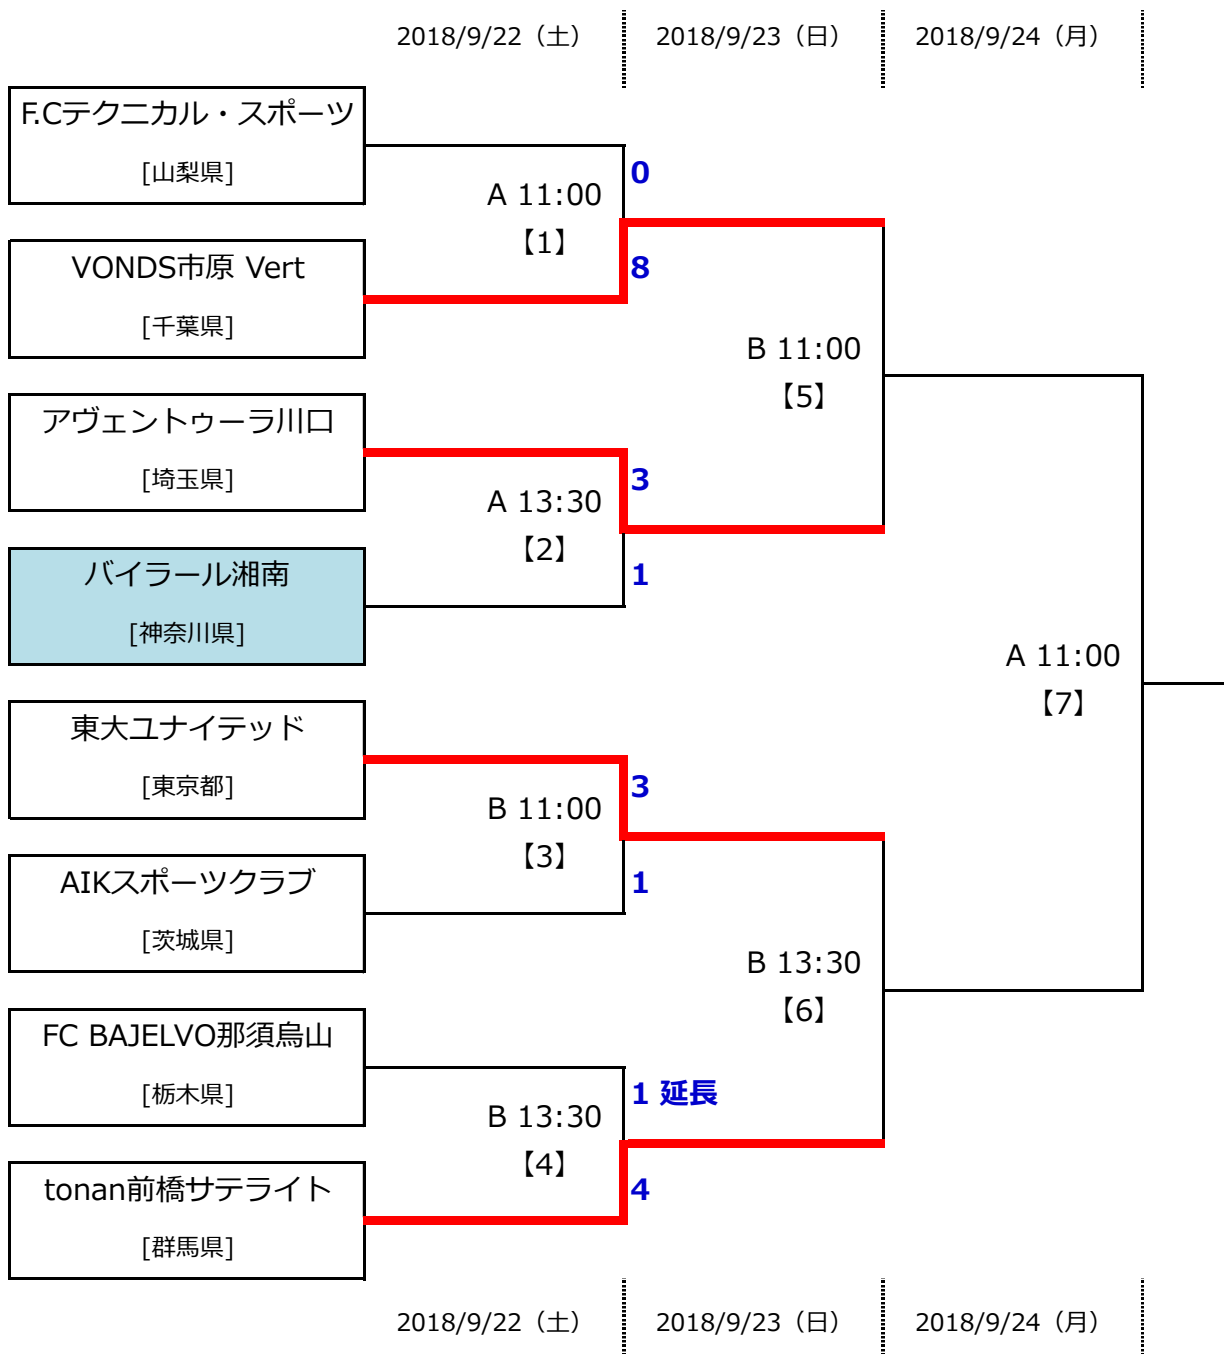 2018/9/22（土）
2018/9/23（日）
2018/9/24（月）
F.Cテクニカル・スポーツ
[山梨県]
0
A 11:00
【1】
VONDS市原 Vert
[千葉県]
8
B 11:00
【5】
アヴェントゥーラ川口
[埼玉県]
3
A 13:30
【2】
バイラール湘南
[神奈川県]
1
A 11:00
【7】
東大ユナイテッド
[東京都]
3
B 11:00
【3】
AIKスポーツクラブ
[茨城県]
1
B 13:30
【6】
FC BAJELVO那須烏山
[栃木県]
1 延長
B 13:30
【4】
tonan前橋サテライト
[群馬県]
4
2018/9/22（土）
2018/9/23（日）
2018/9/24（月）